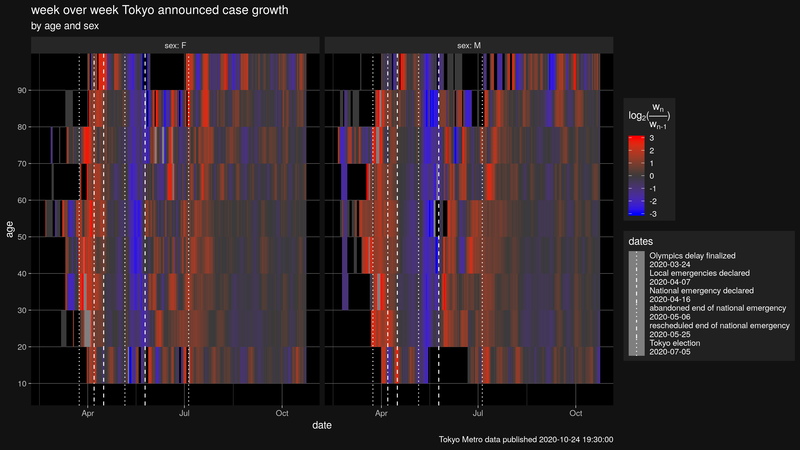 week over week Tokyo announced case growth
by age and sex
sex: F
sex: M
90
80
70
60
50
40
30
20
10
age
Apr
Jul
Oct
Apr
Jul
Oct
date
log2(wn/wn-1)
3
2
1
0
-1
-2
-3
dates
Olympics delay finalized
2020-03-24
Local emergencies declared
2020-04-07
National emergency declared
2020-04-16
abandoned end of national emergency
2020-05-06
rescheduled end of national emergency
2020-05-25
Tokyo election
2020-07-05
Tokyo Metro data published 2020-10-24 19:30:00